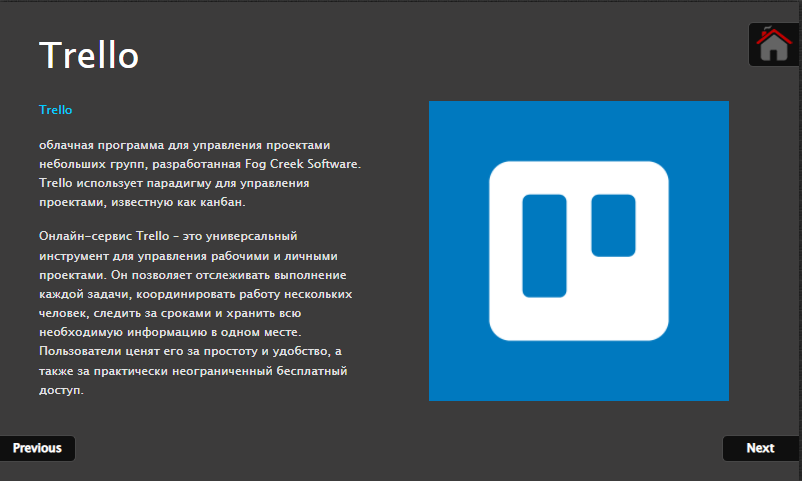 Trello
Trello
облачная программа для управления проектами
небольших групп, разработанная Fog Creek Software.
Trello использует парадигму для управления
проектами, известную как канбан.
Онлайн-сервис Trello – это универсальный
инструмент для управления рабочими и личными
проектами. Он позволяет отслеживать выполнение
каждой задачи, координировать работу нескольких
человек, следить за сроками и хранить всю
необходимую информацию в одном месте.
Пользователи ценят его за простоту и удобство, а
также за практически неограниченный бесплатный
доступ.
Previous
Next